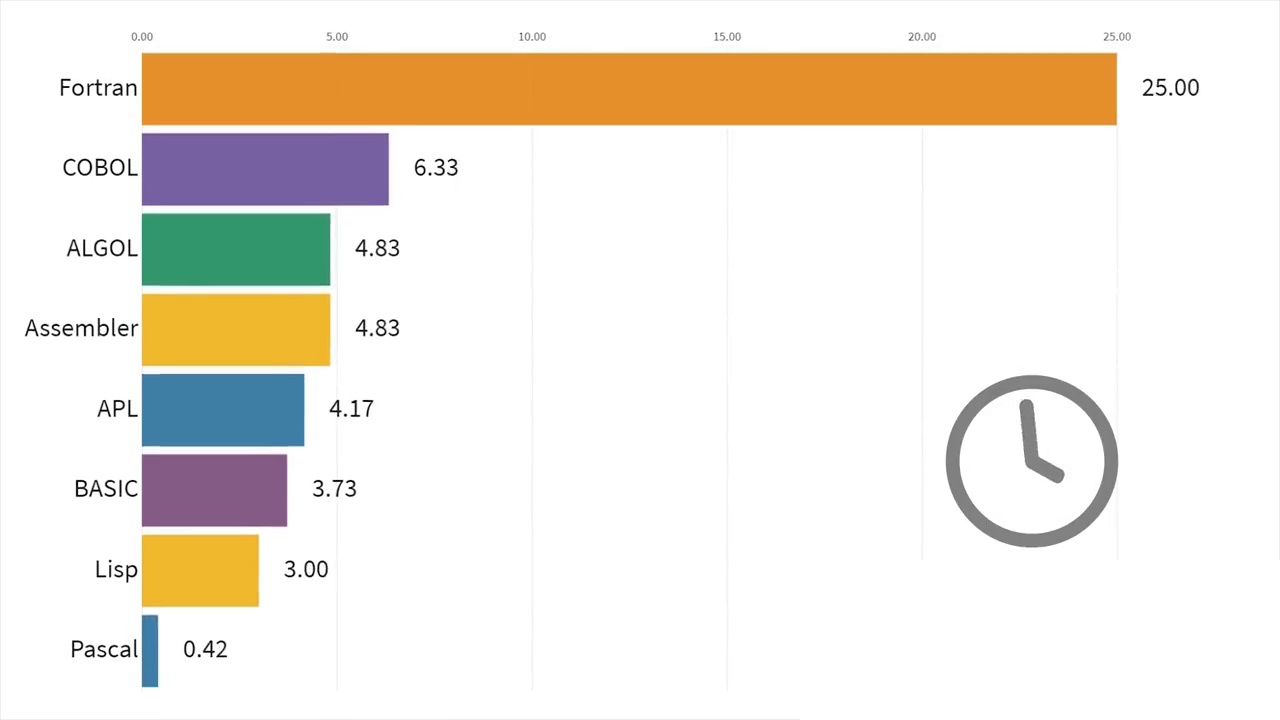 0.00 5.00 10.00 15.00 20.00 25.00
Fortran 25.00
COBOL 6.33
ALGOL 4.83
Assembler 4.83
APL 4.17
BASIC 3.73
Lisp 3.00
Pascal 0.42